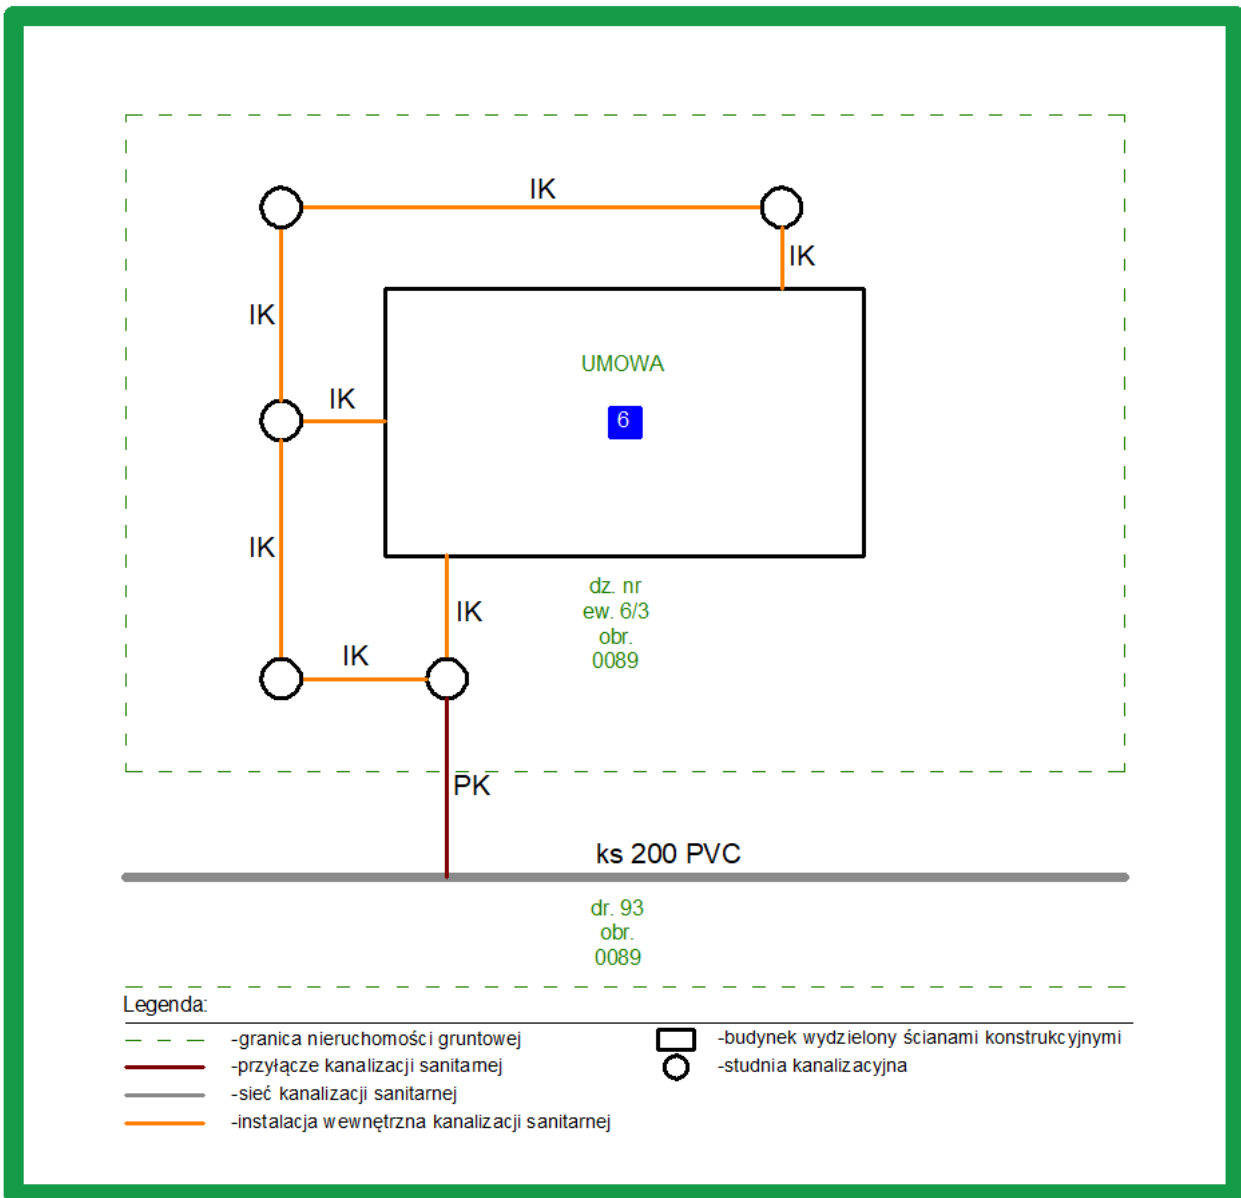 IK
IK
IK
UMOWA
IK
6
IK
dz. nr
ew. 6/3
obr.
0089
IK
IK
PK
ks 200 PVC
dr. 93
obr.
0089
Legenda:
-granica nieruchomości gruntowej
-przyłącze kanalizacji sanitarnej
-sieć kanalizacji sanitarnej
-instalacja wewnętrzna kanalizacji sanitarnej
-budynek wydzielony ścianami konstrukcyjnymi
-studnia kanalizacyjna